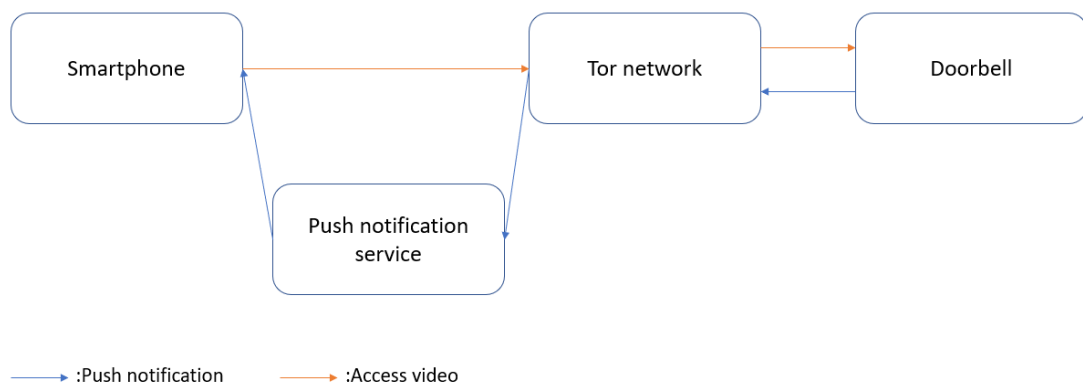 Smartphone
Tor network
Doorbell
Push notification
service
:Push notification
:Access video